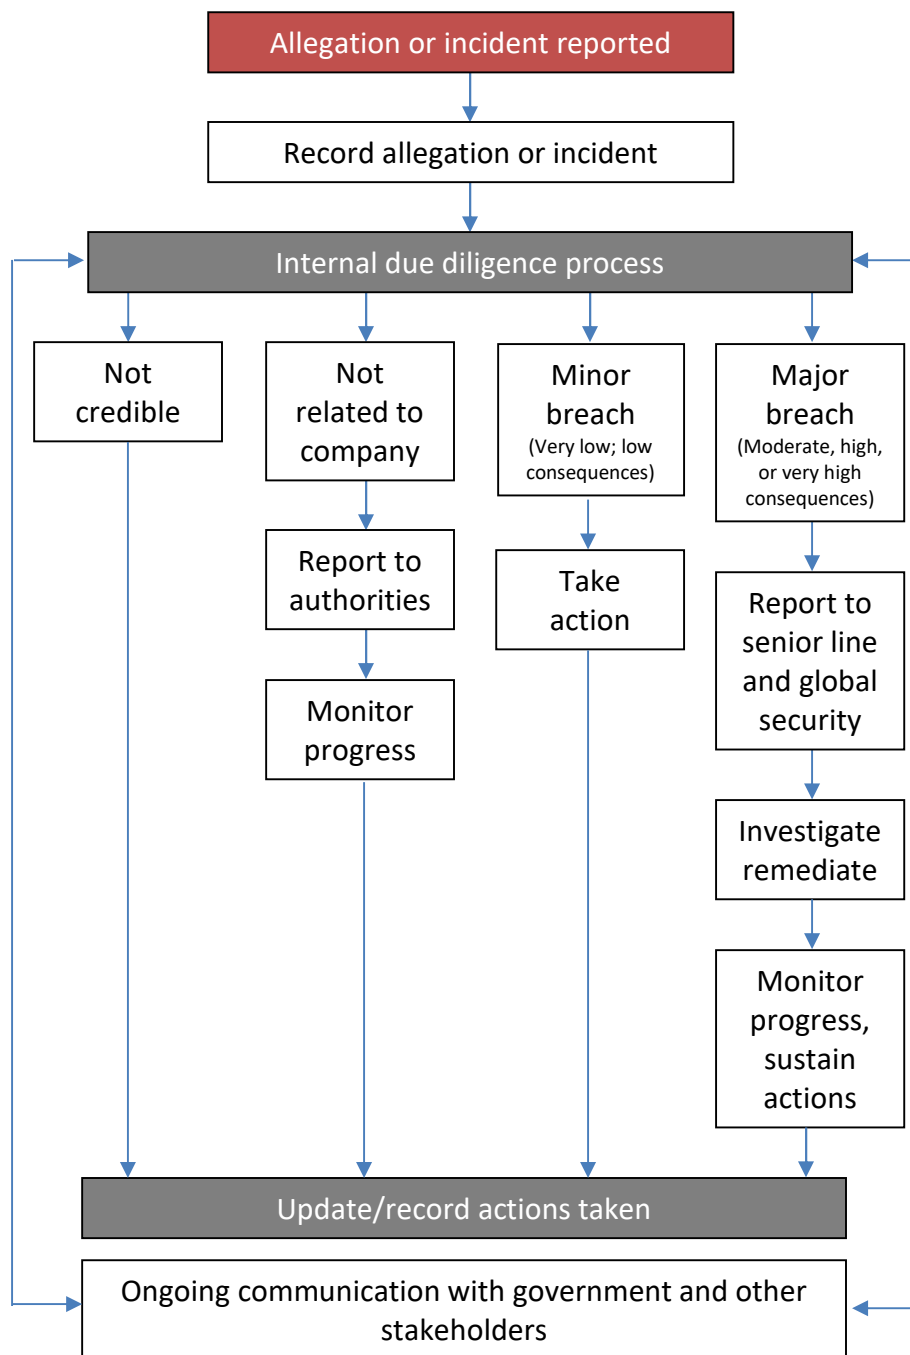 Allegation or incident reported
Record allegation or incident
Internal due diligence process
Not
credible
Not
related to
company
Report to
authorities
Monitor
progress
Minor
breach
(Very low; low
consequences)
Take
action
Major
breach
(Moderate, high,
or very high
consequences)
Report to
senior line
and global
security
Investigate
remediate
Monitor
progress,
sustain
actions
Update/record actions taken
Ongoing communication with government and other
stakeholders